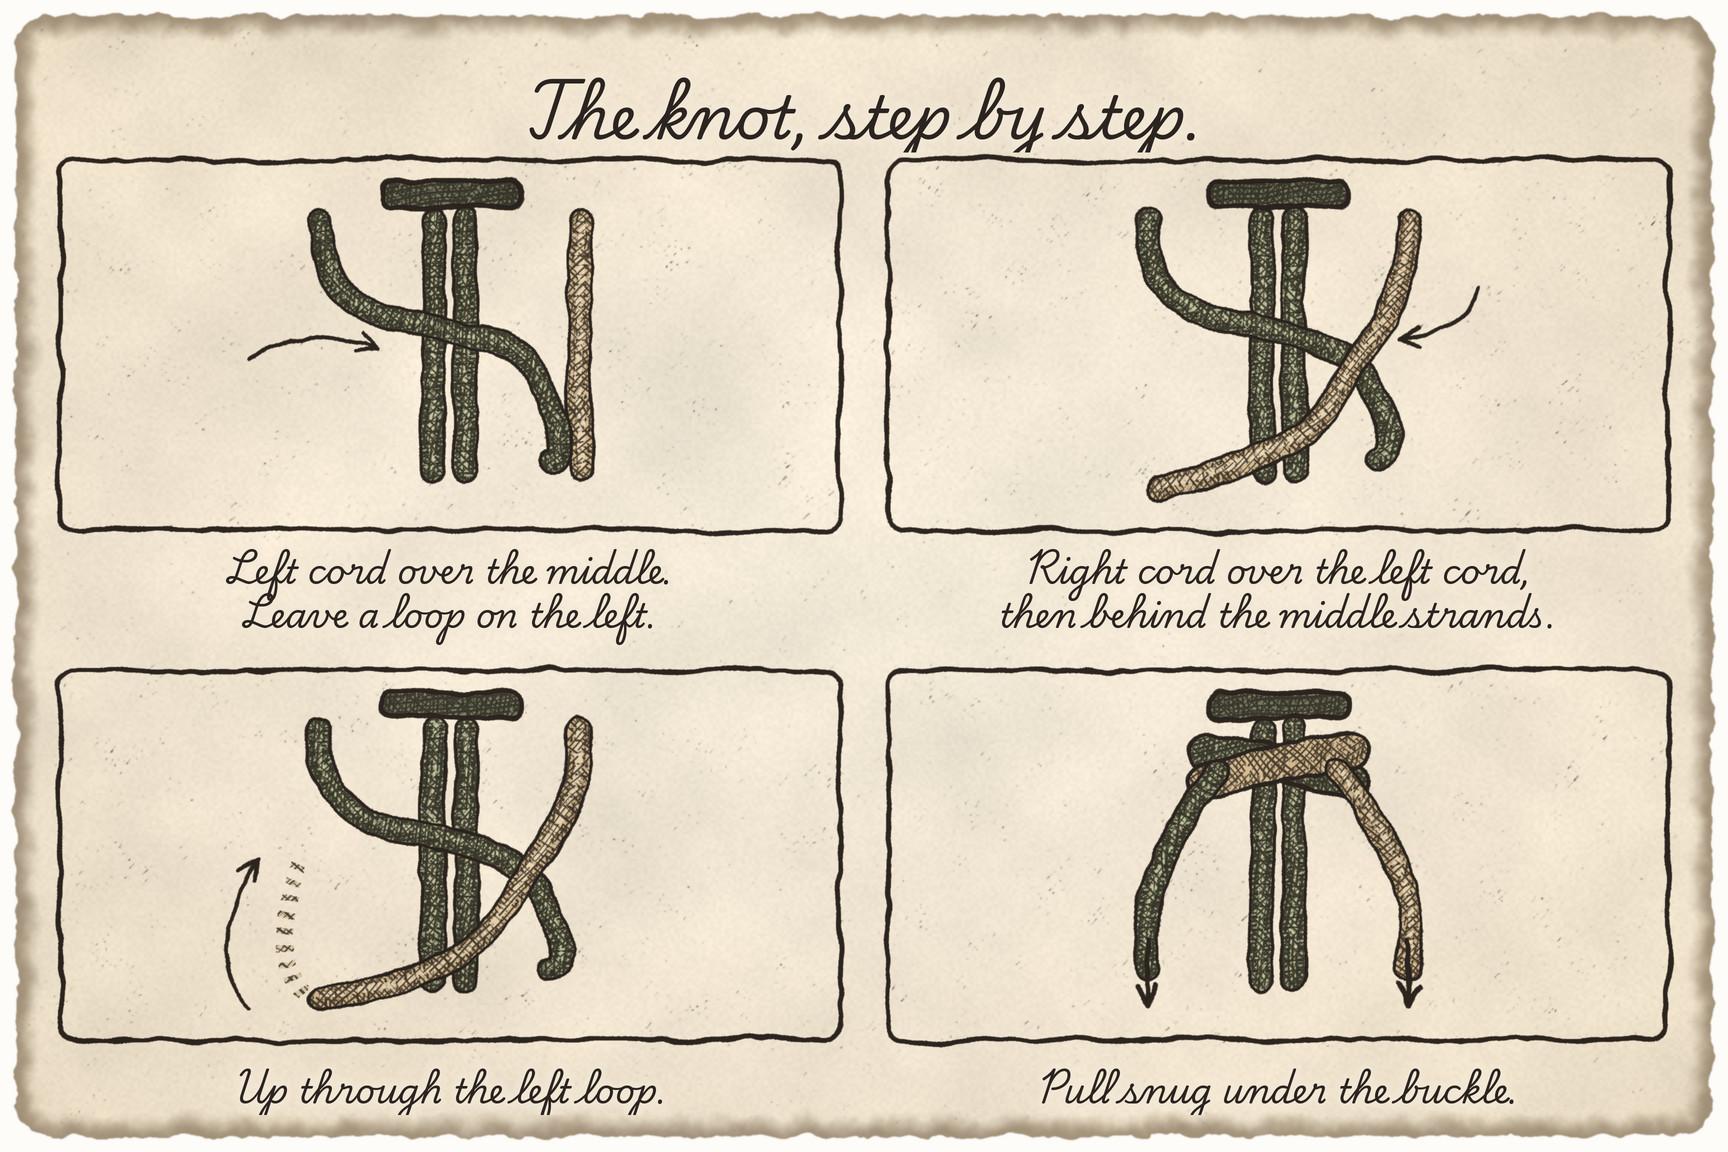 The knot, step by step.
Left cord over the middle.
Leave a loop on the left.
Right cord over the left cord,
then behind the middle strands.
Up through the left loop.
Pull snug under the buckle.